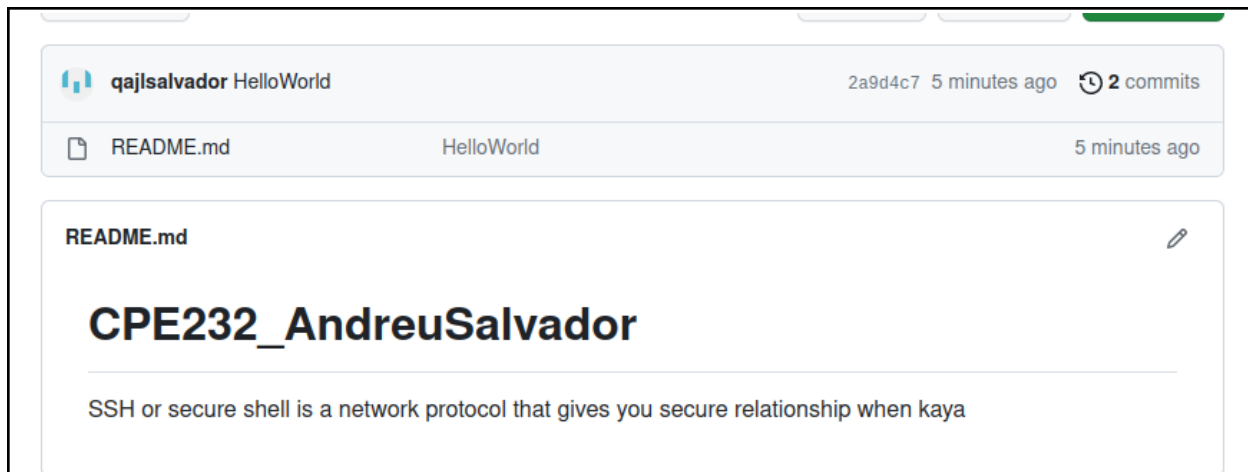 qajlsalvador HelloWorld 2a9d4c7 5 minutes ago 2 commits
README.md HelloWorld 5 minutes ago
README.md
CPE232_AndreuSalvador
SSH or secure shell is a network protocol that gives you secure relationship when kaya